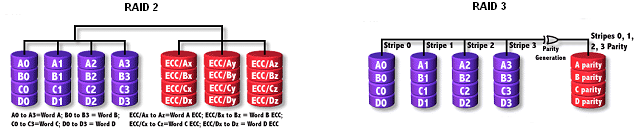 RAID 2
RAID 3
A0 A1 A2 A3 ECC/Ax ECC/Ay ECC/Az
B0 B1 B2 B3 ECC/Bx ECC/By ECC/Bz
C0 C1 C2 C3 ECC/Cx ECC/Cy ECC/Cz
D0 D1 D2 D3 ECC/Dx ECC/Dy ECC/Dz
A0 to A3=Word A; B0 to B3 = Word B;
C0 to C3=Word C; D0 to D3 = Word D
ECC/Ax to Az=Word A ECC; ECC/Bx to Bz = Word B ECC;
ECC/Cx to Cz=Word C ECC; ECC/Dx to Dz = Word D ECC
Stripe 0 Stripe 1 Stripe 2 Stripe 3
Parity
Generation
Stripes 0, 1,
2, 3 Parity
A0 A1 A2 A3 A parity
B0 B1 B2 B3 B parity
C0 C1 C2 C3 C parity
D0 D1 D2 D3 D parity